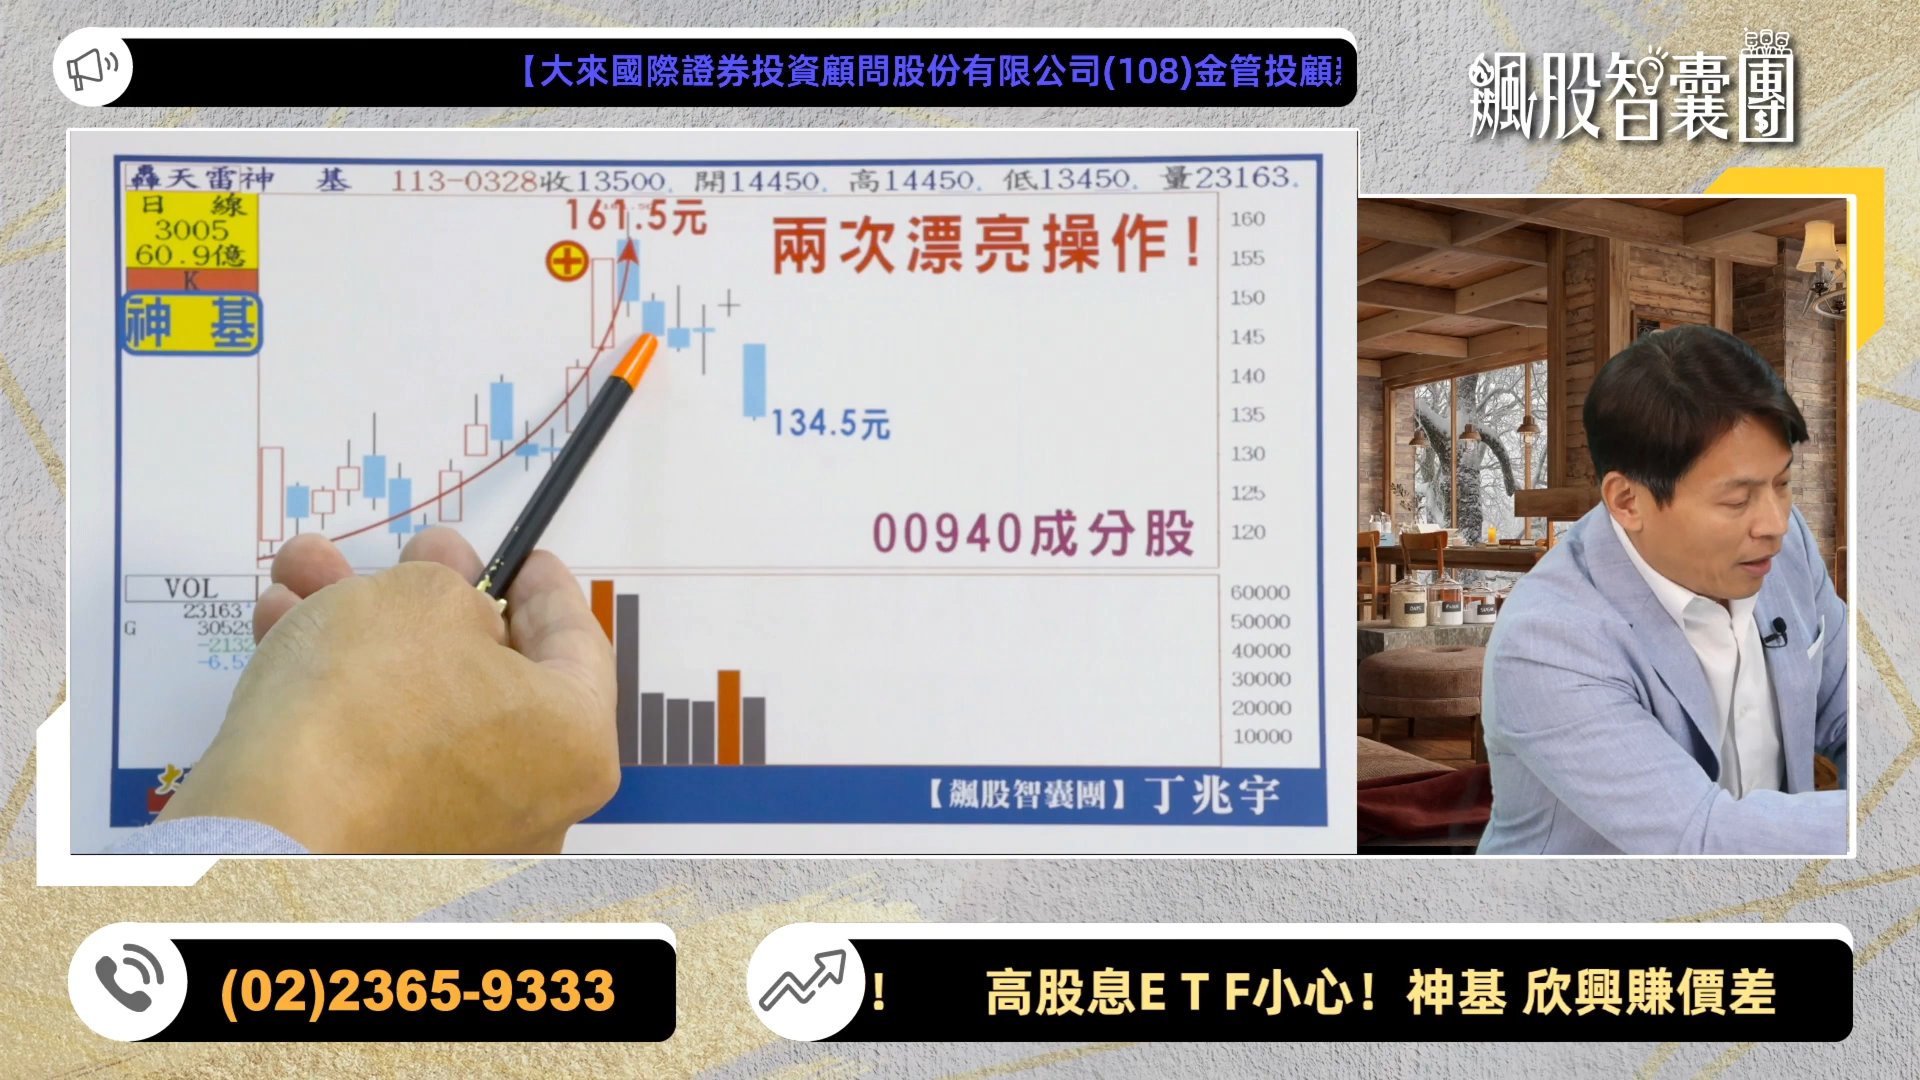 【大來國際證券投資顧問股份有限公司(108)金管投顧
飆股智囊團
轟天雷神 基 113-0328收13500. 開14450. 高14450. 低13450. 量23163.
日 線
3005
60.9億
K
神 基
161.5元
兩次漂亮操作!
134.5元
00940成分股
160
155
150
145
140
135
130
125
120
VOL
23163
G 30529
-2132
-6.5
60000
50000
40000
30000
20000
10000
【飆股智囊團】丁兆宇
(02)2365-9333
! 高股息ETF小心! 神基 欣興賺價差